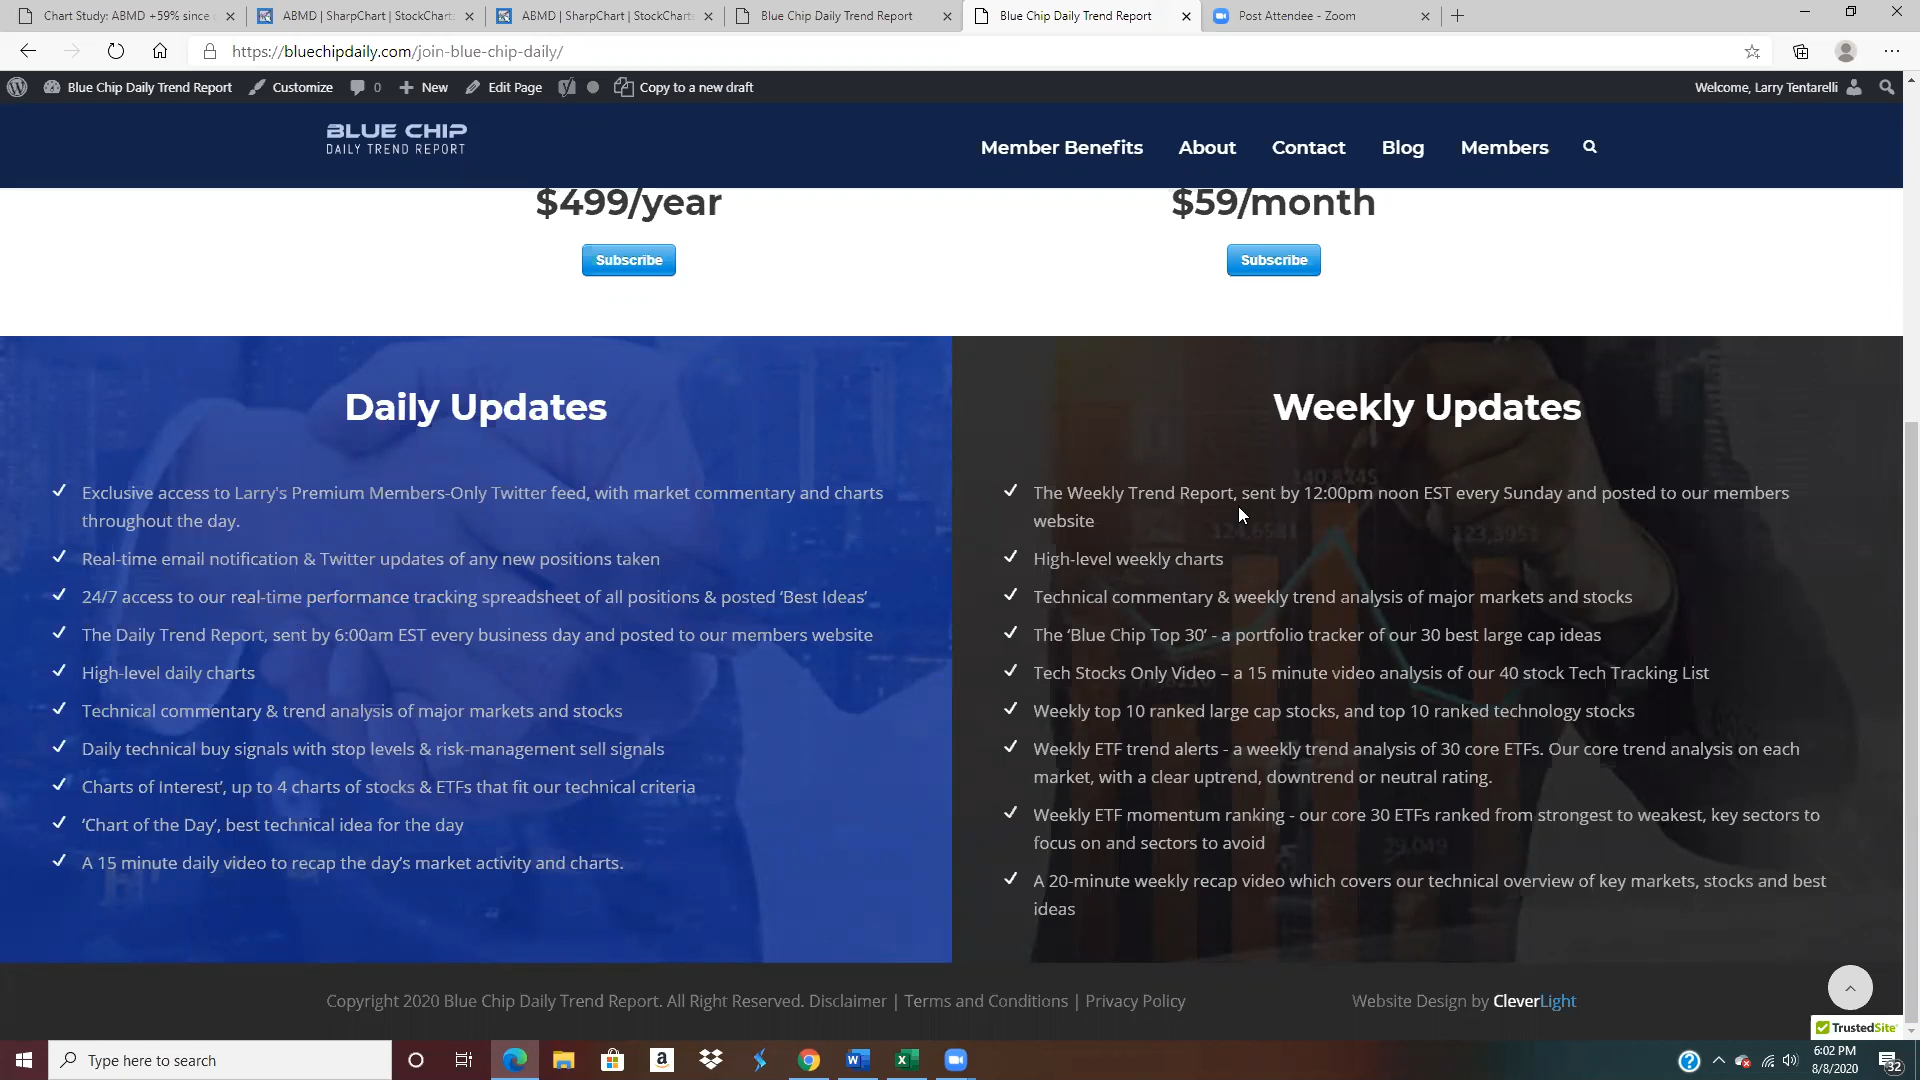 Chart Study: ABMD +59% since
ABMD | SharpChart | StockChart
ABMD | SharpChart | StockChart
Blue Chip Daily Trend Report
Blue Chip Daily Trend Report
Post Attendee - Zoom
https://bluechipdaily.com/join-blue-chip-daily/
Blue Chip Daily Trend Report
Customize
0
New
Edit Page
Copy to a new draft
Welcome, Larry Tentarelli
BLUE CHIP
DAILY TREND REPORT
Member Benefits
About
Contact
Blog
Members
$499/year
$59/month
Subscribe
Subscribe
Daily Updates
Exclusive access to Larry's Premium Members-Only Twitter feed, with market commentary and charts
throughout the day.
Real-time email notification & Twitter updates of any new positions taken
24/7 access to our real-time performance tracking spreadsheet of all positions & posted ‘Best Ideas’
The Daily Trend Report, sent by 6:00am EST every business day and posted to our members website
High-level daily charts
Technical commentary & trend analysis of major markets and stocks
Daily technical buy signals with stop levels & risk-management sell signals
Charts of Interest’, up to 4 charts of stocks & ETFs that fit our technical criteria
‘Chart of the Day’, best technical idea for the day
A 15 minute daily video to recap the day’s market activity and charts.
Weekly Updates
The Weekly Trend Report, sent by 12:00pm noon EST every Sunday and posted to our members
website
High-level weekly charts
Technical commentary & weekly trend analysis of major markets and stocks
The ‘Blue Chip Top 30’ - a portfolio tracker of our 30 best large cap ideas
Tech Stocks Only Video – a 15 minute video analysis of our 40 stock Tech Tracking List
Weekly top 10 ranked large cap stocks, and top 10 ranked technology stocks
Weekly ETF trend alerts - a weekly trend analysis of 30 core ETFs. Our core trend analysis on each
market, with a clear uptrend, downtrend or neutral rating.
Weekly ETF momentum ranking - our core 30 ETFs ranked from strongest to weakest, key sectors to
focus on and sectors to avoid
A 20-minute weekly recap video which covers our technical overview of key markets, stocks and best
ideas
Copyright 2020 Blue Chip Daily Trend Report. All Right Reserved. Disclaimer | Terms and Conditions | Privacy Policy
Website Design by CleverLight
TrustedSite
Type here to search
6:02 PM
8/8/2020
32